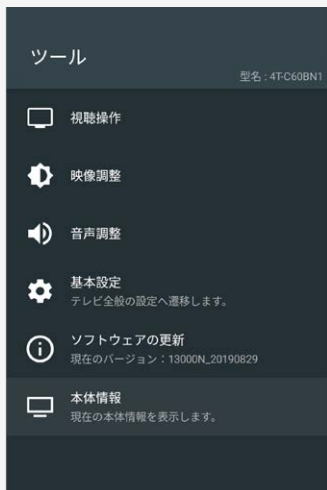 ツール
型名 : 4T-C60BN1
視聴操作
映像調整
音声調整
基本設定
テレビ全般の設定へ遷移します。
ソフトウェアの更新
現在のバージョン：13000N_20190829
本体情報
現在の本体情報を表示します。